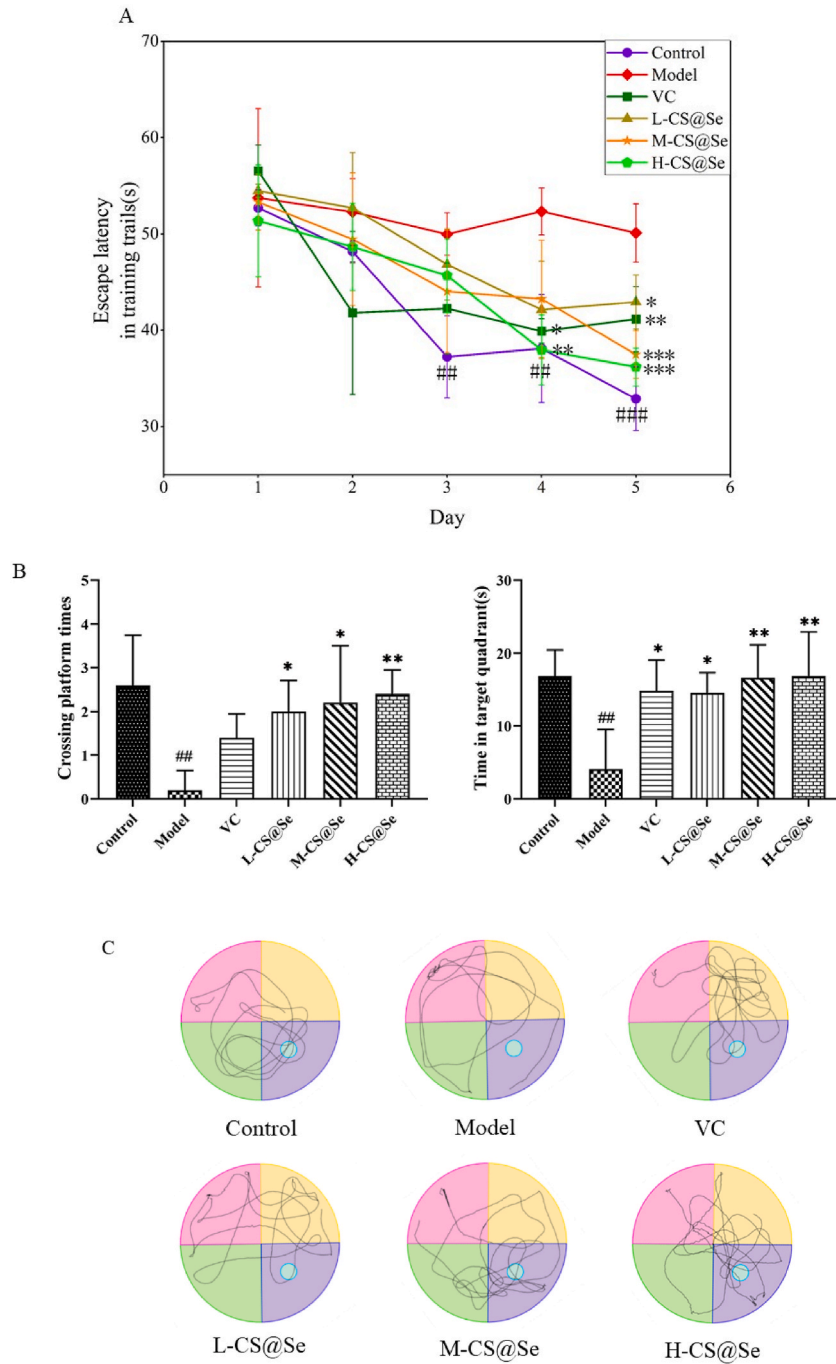 A
70
60
50
40
30
Escape latency
in training trails(s)
Control
Model
VC
L-CS@Se
M-CS@Se
H-CS@Se
*
**
*
**
***
***
##
##
###
0
1
2
3
4
5
6
Day
B
5
4
3
2
1
0
Crossing platform times
##
*
*
**
Control
Model
VC
L-CS@Se
M-CS@Se
H-CS@Se
30
20
10
0
Time in target quadrant(s)
##
*
*
**
**
Control
Model
VC
L-CS@Se
M-CS@Se
H-CS@Se
C
Control
Model
VC
L-CS@Se
M-CS@Se
H-CS@Se